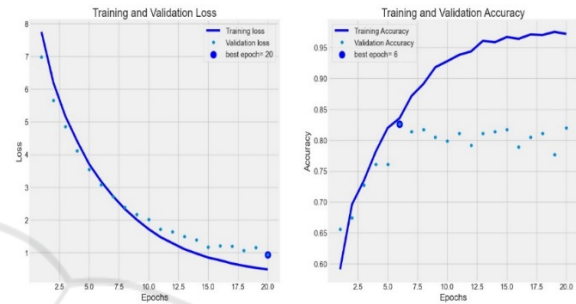 Training and Validation Loss
Training loss
Validation loss
best epoch= 20
8
7
6
5
4
3
2
1
Loss
2.5 5.0 7.5 10.0 12.5 15.0 17.5 20.0
Epochs
Training and Validation Accuracy
Training Accuracy
Validation Accuracy
best epoch= 6
0.95
0.90
0.85
0.80
0.75
0.70
0.65
0.60
Accuracy
2.5 5.0 7.5 10.0 12.5 15.0 17.5 20.0
Epochs